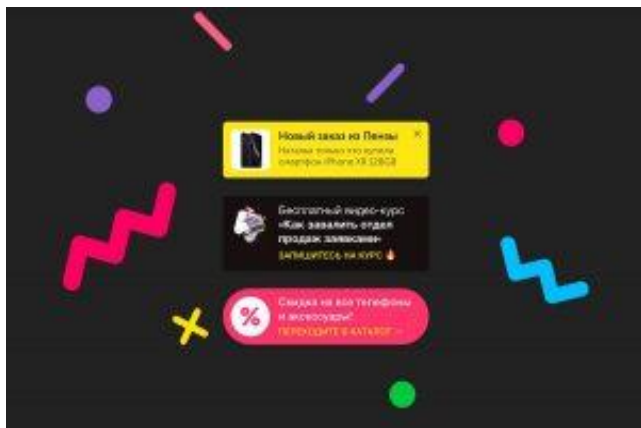 Новый заказ из Пензы
Наталья только что купила
смартфон iPhone XR 128GB
Бесплатный видео-курс
«Как завалить отдел
продаж заявками»
ЗАПИШИТЕСЬ НА КУРС 🔥
%
Скидка на все телефоны
и аксессуары!
ПЕРЕХОДИТЕ В КАТАЛОГ →